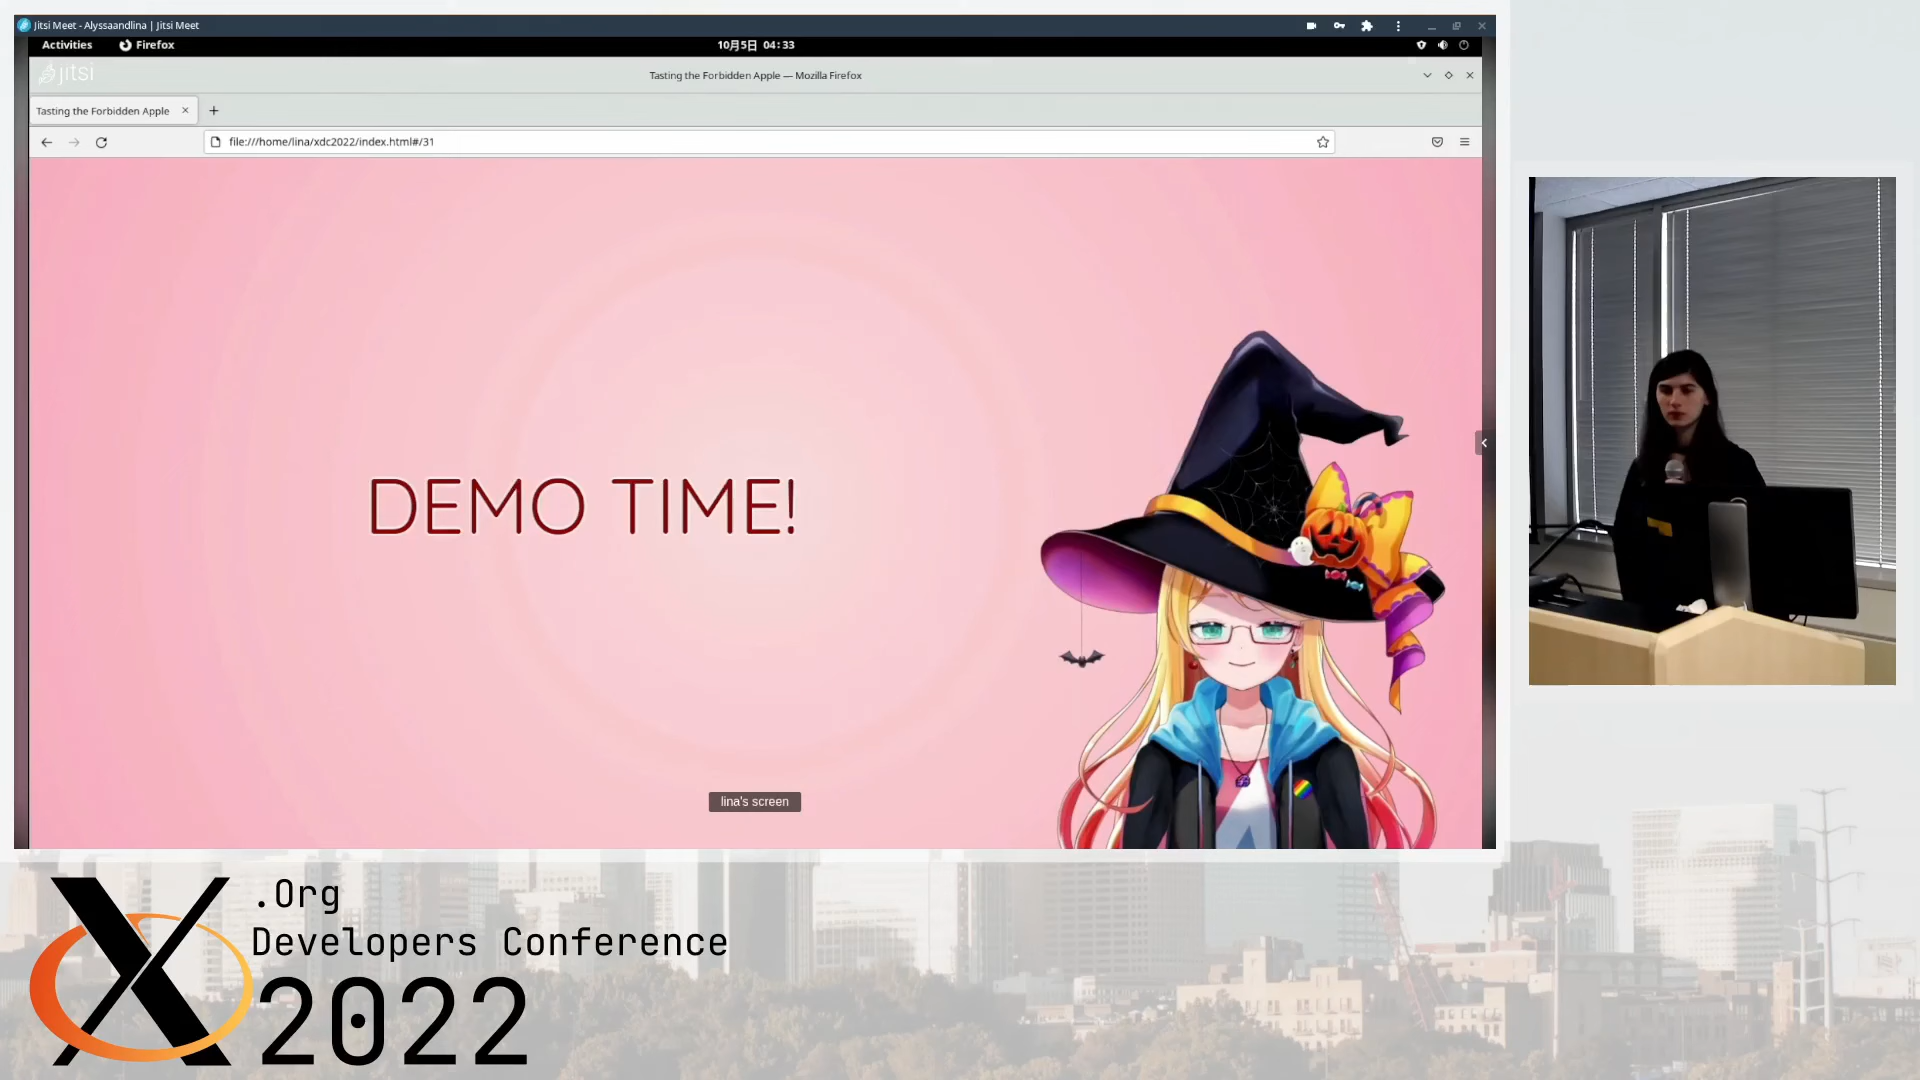 Jitsi Meet - Alyssaandlina | Jitsi Meet
Activities
Firefox
10月5日 04:33
jitsi
Tasting the Forbidden Apple — Mozilla Firefox
Tasting the Forbidden Apple
file:///home/lina/xdc2022/index.html#/31
DEMO TIME!
lina's screen
X.Org
Developers Conference
2022